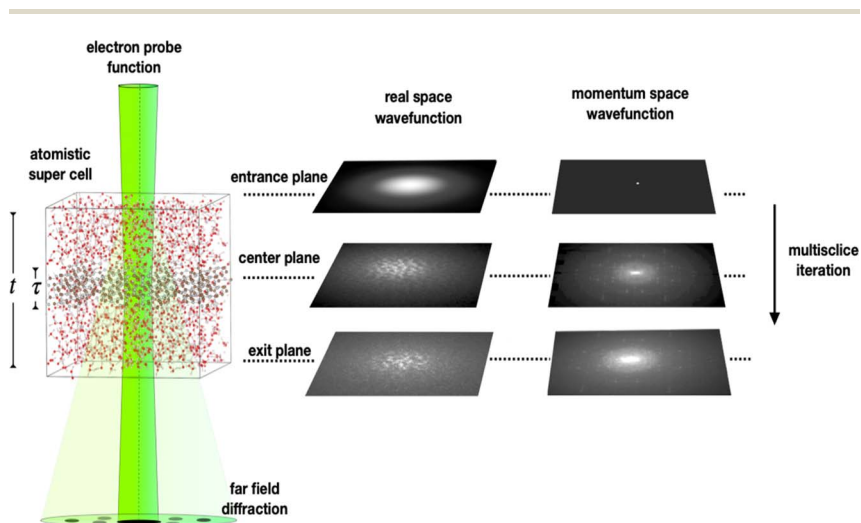 electron probe
function
real space
wavefunction
momentum space
wavefunction
atomistic
super cell
entrance plane
center plane
multisclice
iteration
t
τ
exit plane
far field
diffraction